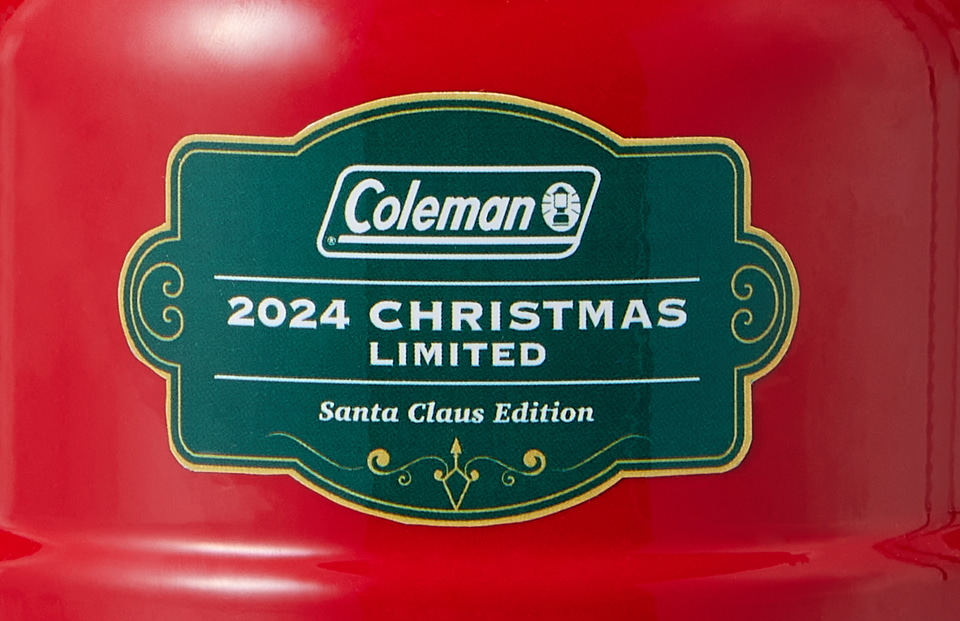 Coleman
®
2024 CHRISTMAS
LIMITED
Santa Claus Edition